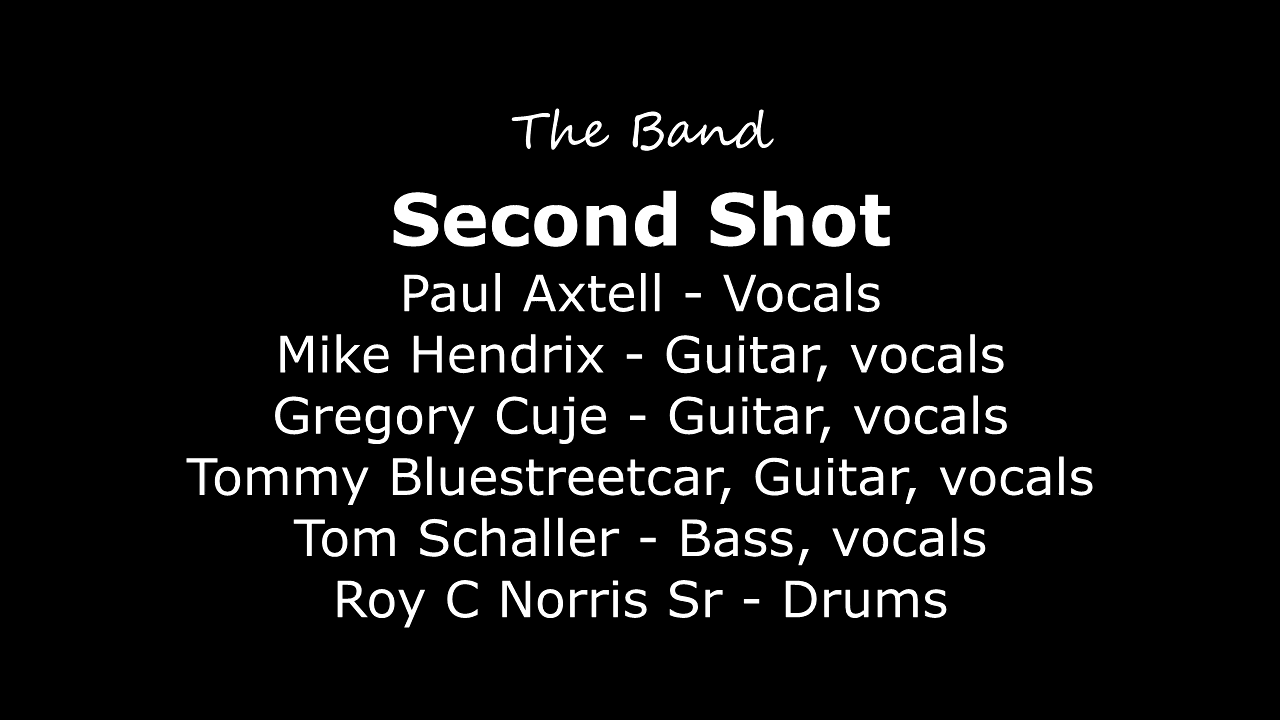 The Band
Second Shot
Paul Axtell - Vocals
Mike Hendrix - Guitar, vocals
Gregory Cuje - Guitar, vocals
Tommy Bluestreetcar, Guitar, vocals
Tom Schaller - Bass, vocals
Roy C Norris Sr - Drums